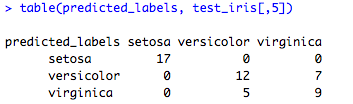 > table(predicted_labels, test_iris[,5])
predicted_labels setosa versicolor virginica
setosa 17 0 0
versicolor 0 12 7
virginica 0 5 9